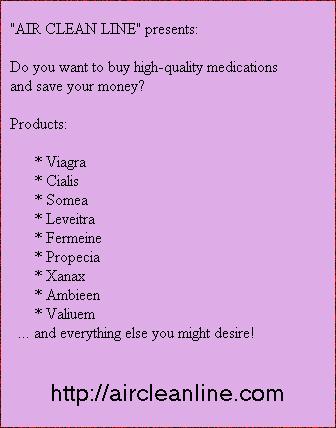 "AIR CLEAN LINE" presents:
Do you want to buy high-quality medications
and save your money?
Products:
* Viagra
* Cialis
* Somea
* Leveitra
* Fermeine
* Propecia
* Xanax
* Ambieen
* Valiuem
... and everything else you might desire!
http://aircleanline.com